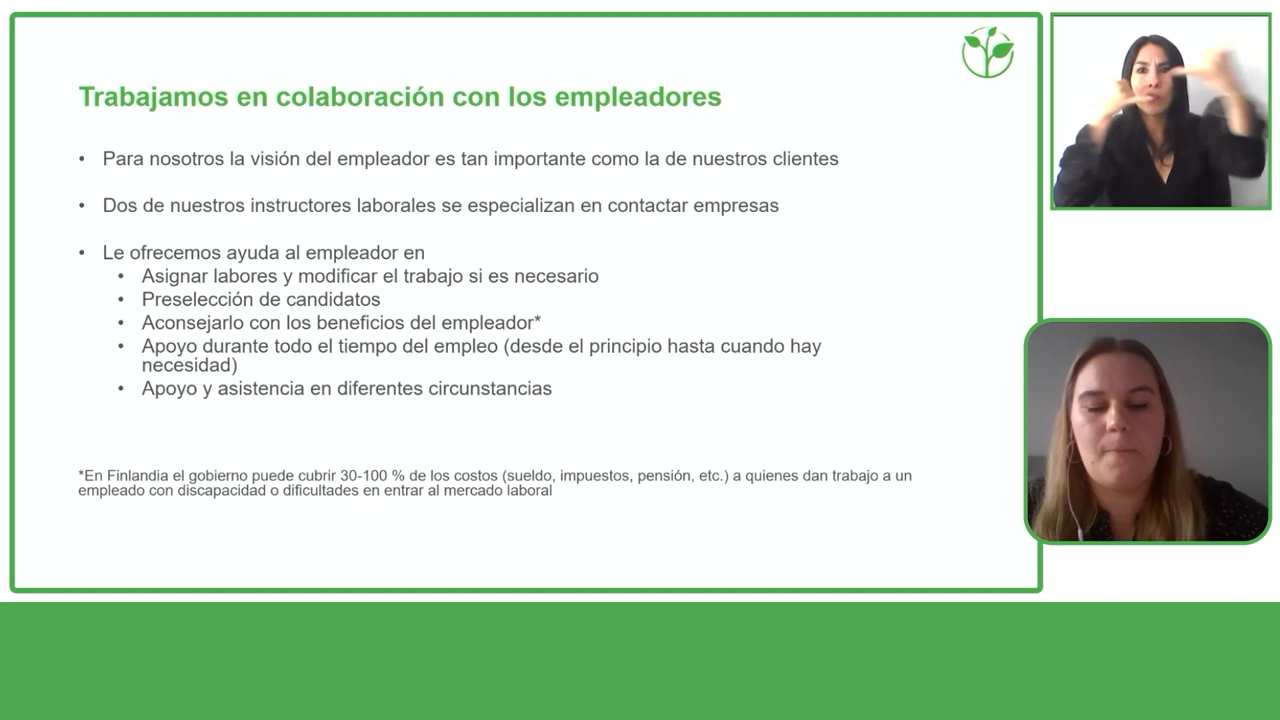 Trabajamos en colaboración con los empleadores
• Para nosotros la visión del empleador es tan importante como la de nuestros clientes
• Dos de nuestros instructores laborales se especializan en contactar empresas
• Le ofrecemos ayuda al empleador en
• Asignar labores y modificar el trabajo si es necesario
• Preselección de candidatos
• Aconsejarlo con los beneficios del empleador*
• Apoyo durante todo el tiempo del empleo (desde el principio hasta cuando hay
necesidad)
• Apoyo y asistencia en diferentes circunstancias
*En Finlandia el gobierno puede cubrir 30-100 % de los costos (sueldo, impuestos, pensión, etc.) a quienes dan trabajo a un
empleado con discapacidad o dificultades en entrar al mercado laboral